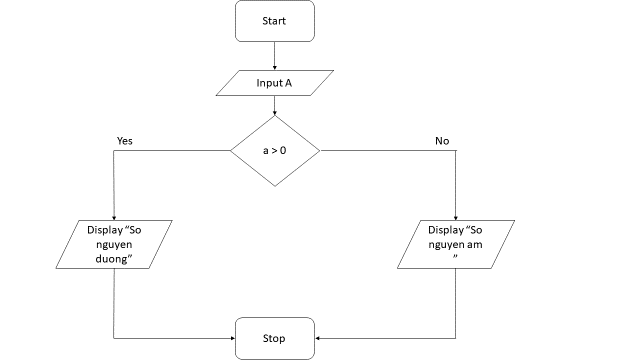 Start
Input A
a > 0
Yes
No
Display “So
nguyen
duong”
Display “So
nguyen am
”
Stop